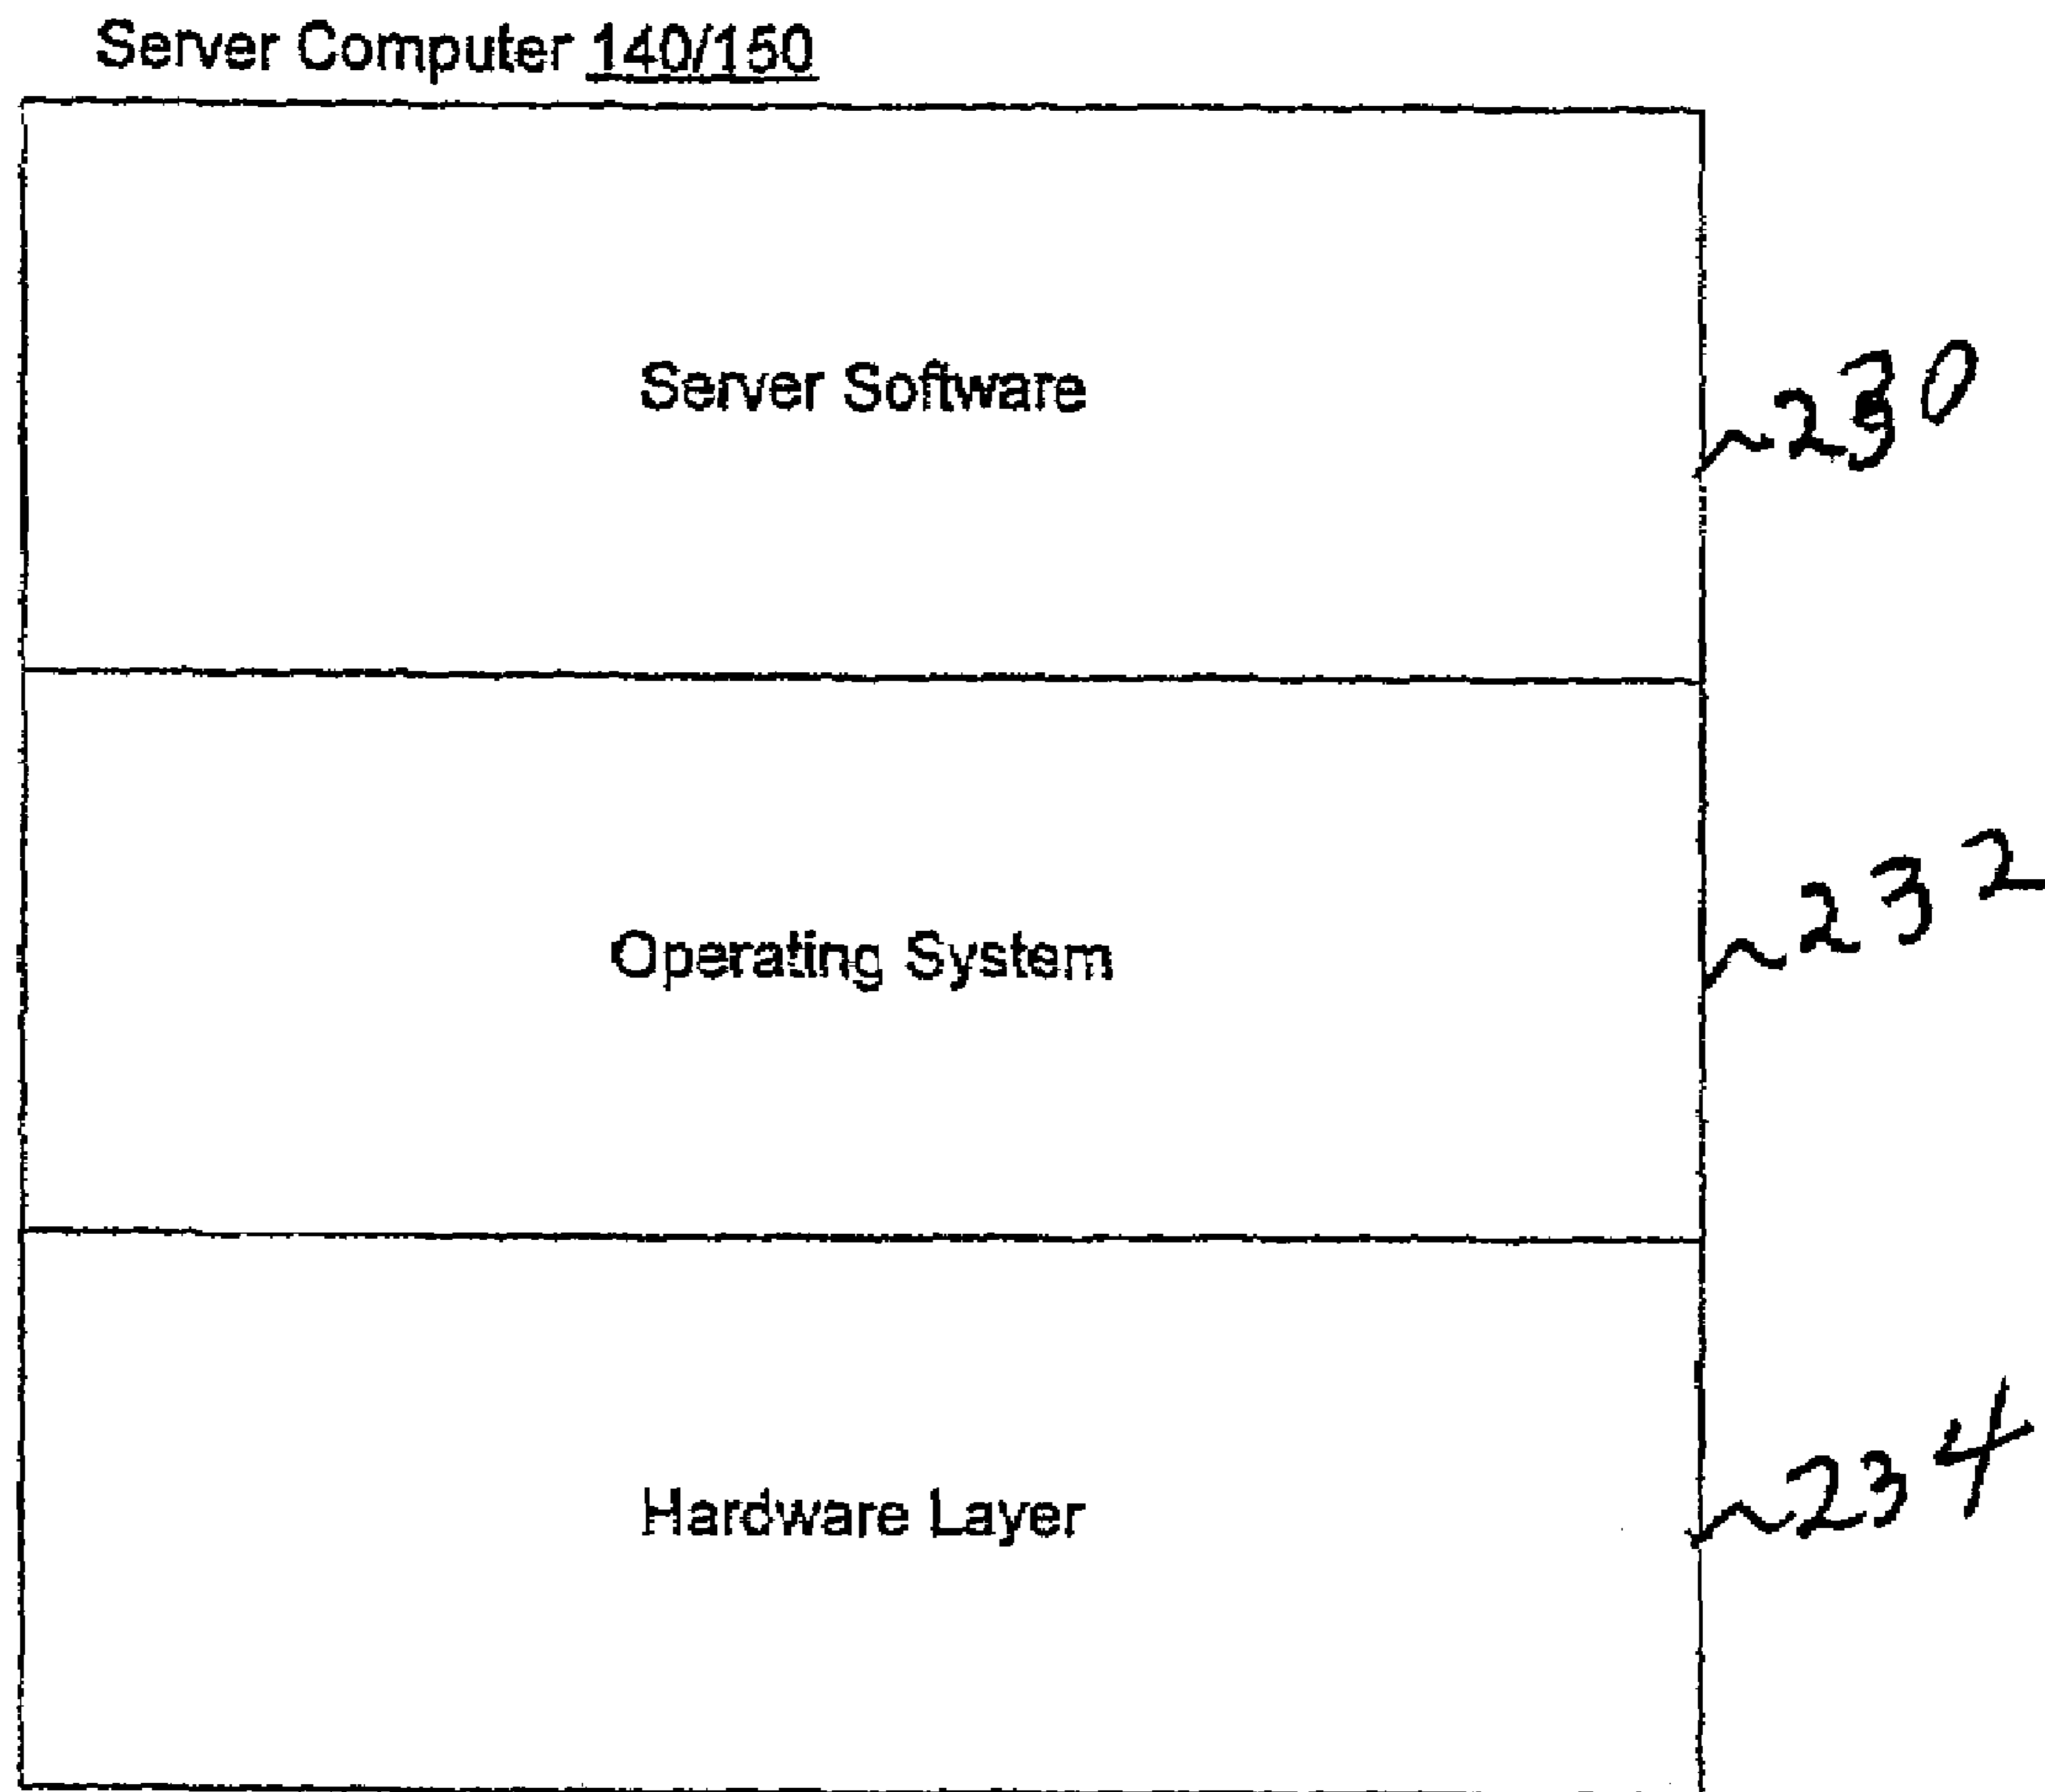 Server Computer 140/150
Server Software
230
Operating System
232
Hardware Layer
234